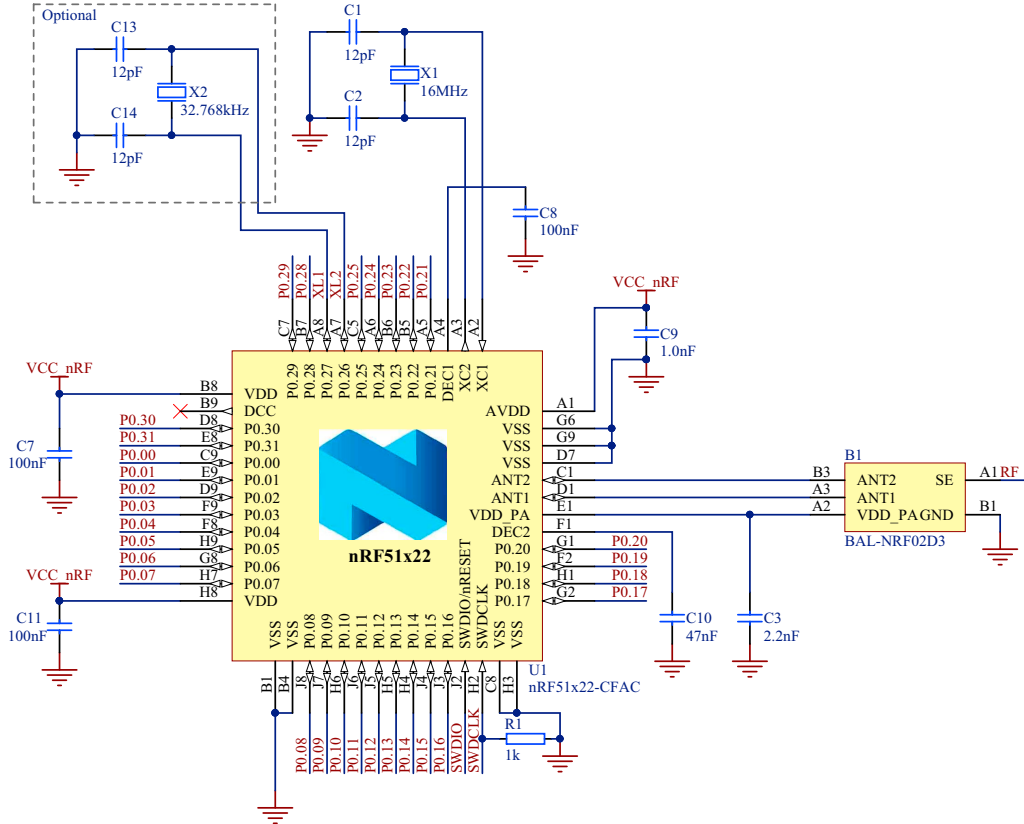 Optional
C13
12pF
X2
32.768kHz
C14
12pF
C1
12pF
X1
16MHz
C2
12pF
C8
100nF
P0.29
P0.28
XL1
XL2
P0.25
P0.24
P0.23
P0.22
P0.21
C7
B7
A8
A7
C5
A6
B6
B5
A5
A4
A3
A2
P0.29
P0.28
P0.27
P0.26
P0.25
P0.24
P0.23
P0.22
P0.21
DEC1
XC2
XC1
VCC_nRF
C9
1.0nF
VCC_nRF
C7
100nF
B8 VDD
B9 DCC
P0.30 D8 P0.30
P0.31 E8 P0.31
P0.00 C9 P0.00
P0.01 E9 P0.01
P0.02 D9 P0.02
P0.03 F9 P0.03
P0.04 F8 P0.04
P0.05 H9 P0.05
P0.06 G8 P0.06
P0.07 H7 P0.07
H8 VDD
VCC_nRF
C11
100nF
nRF51x22
AVDD A1
VSS G6
VSS G9
VSS D7
ANT2 C1
ANT1 D1
VDD_PA E1
DEC2 F1
P0.20 G1 P0.20
P0.19 F2 P0.19
P0.18 H1 P0.18
P0.17 G2 P0.17
B1
B3 ANT2 SE A1 RF
A3 ANT1
A2 VDD_PAGND B1
BAL-NRF02D3
C10
47nF
C3
2.2nF
VSS
VSS
P0.08
P0.09
P0.10
P0.11
P0.12
P0.13
P0.14
P0.15
P0.16
SWDIO/nRESET
SWDCLK
VSS
VSS
U1
nRF51x22-CFAC
B1
B4
J8
J7
H6
J6
J5
H5
H4
J4
J3
J2
H2
C8
H3
P0.08
P0.09
P0.10
P0.11
P0.12
P0.13
P0.14
P0.15
P0.16
SWDIO
SWDCLK
R1
1k